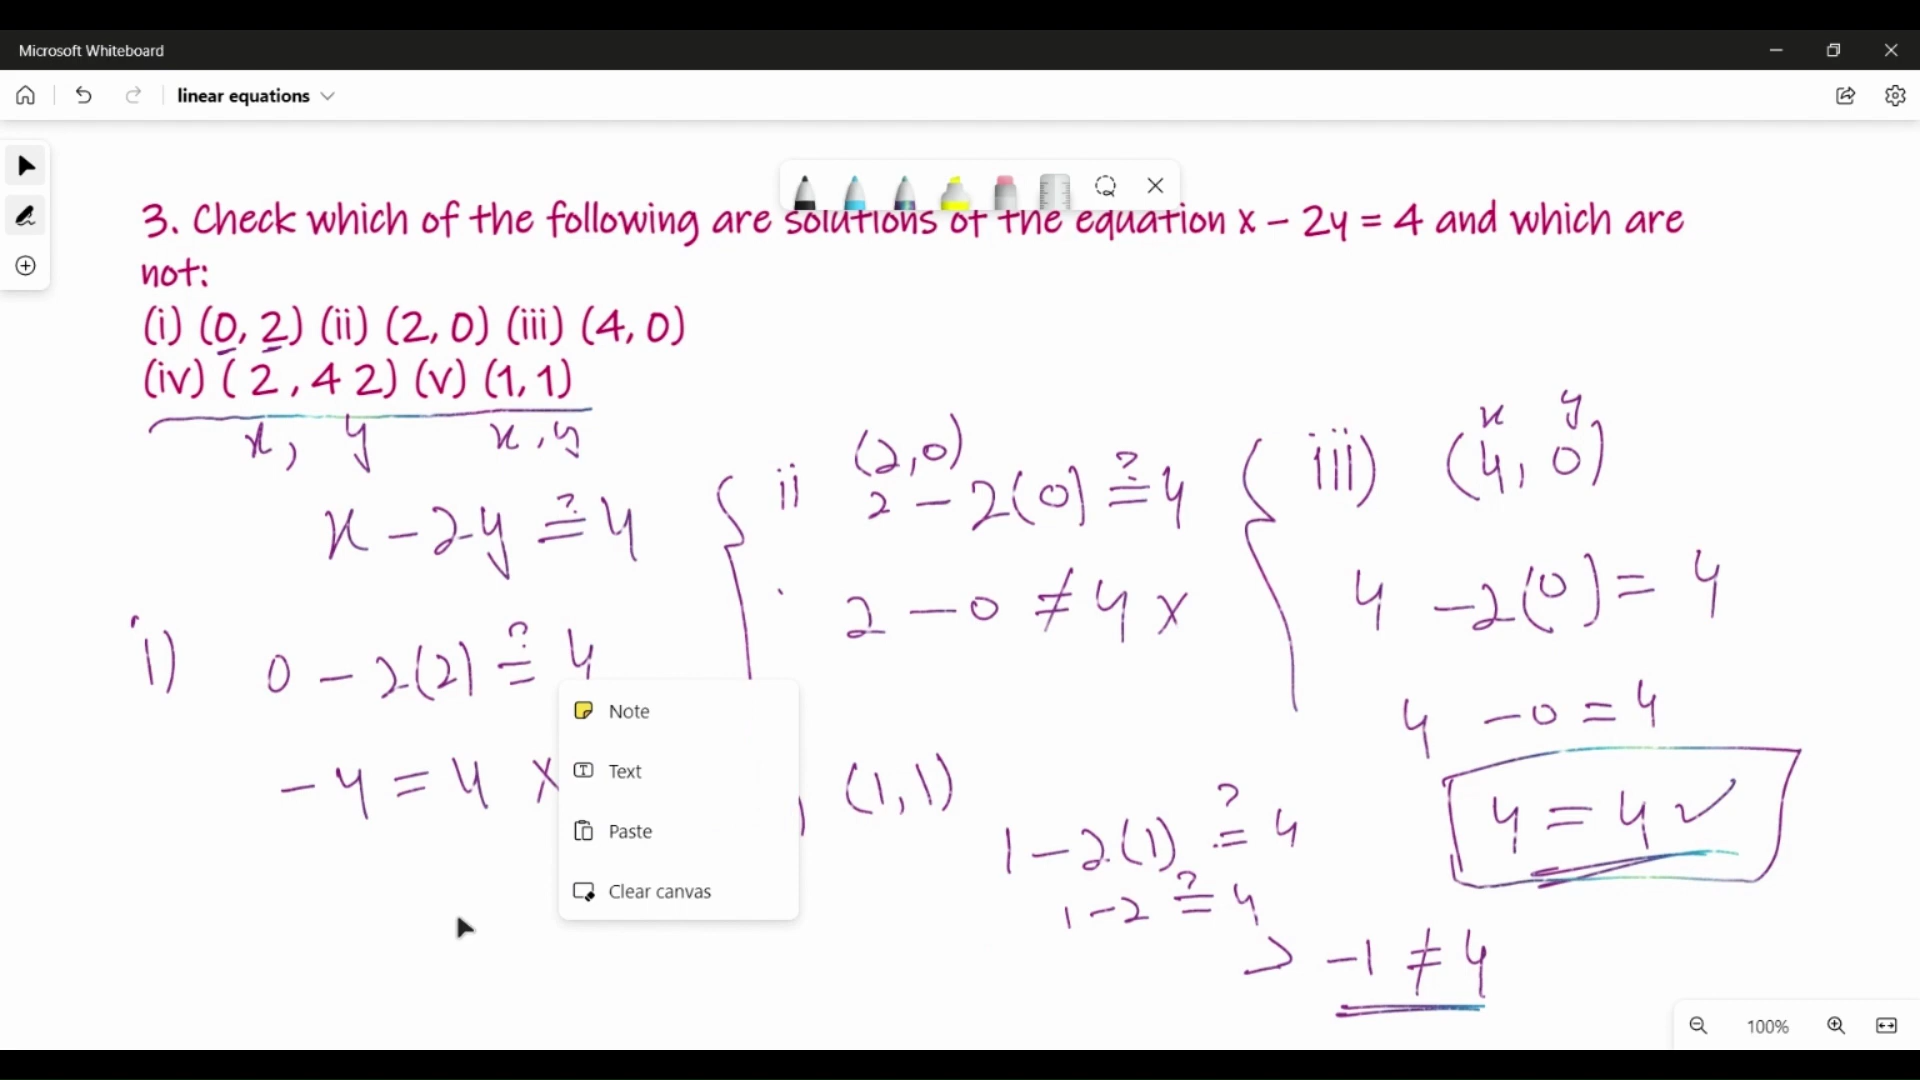 Microsoft Whiteboard
linear equations
3. Check which of the following are solutions of the equation x – 2y = 4 and which are
not:
(i) (0, 2) (ii) (2, 0) (iii) (4, 0)
(iv) ( 2 , 4 2) (v) (1, 1)
x, y x, y
x - 2y ≟ 4
i) 0 - 2(2) ≟ 4
-4 = 4 x
ii (2,0)
2 - 2(0) ≟ 4
2 - 0 ≠ 4 x
x y
iii) (4, 0)
4 - 2(0) = 4
4 - 0 = 4
4 = 4 ✓
Note
Text
Paste
Clear canvas
(1,1)
1 - 2(1) ≟ 4
1 - 2 ≟ 4
> -1 ≠ 4
100%